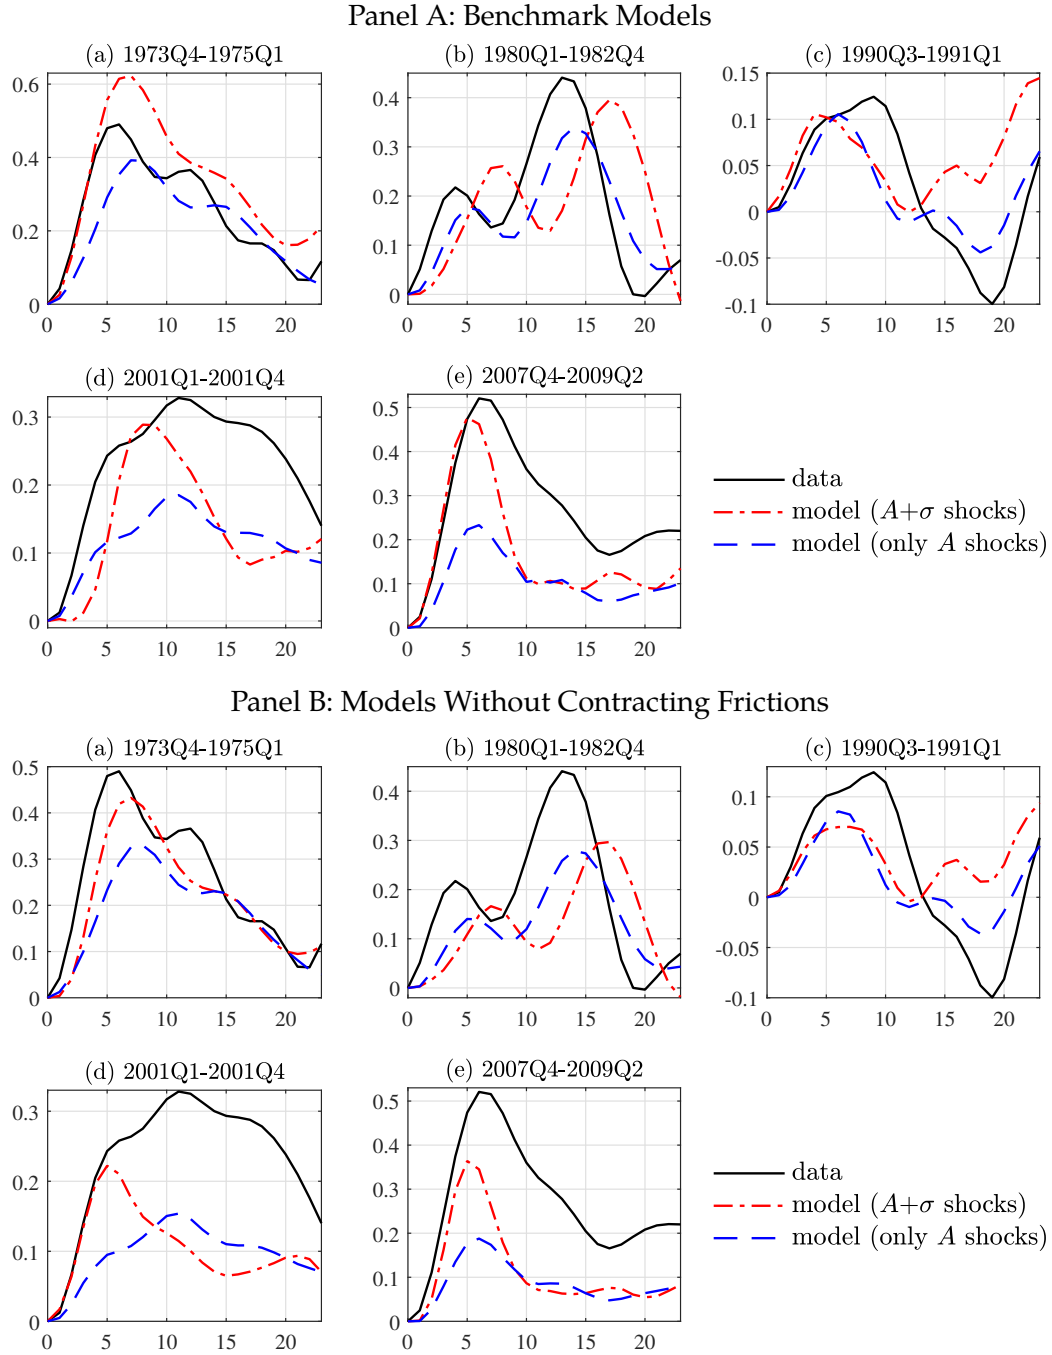 Panel A: Benchmark Models
(a) 1973Q4-1975Q1
(b) 1980Q1-1982Q4
(c) 1990Q3-1991Q1
0.6
0.4
0.2
0
0 5 10 15 20
0.4
0.3
0.2
0.1
0
0 5 10 15 20
0.15
0.1
0.05
0
-0.05
-0.1
0 5 10 15 20
(d) 2001Q1-2001Q4
(e) 2007Q4-2009Q2
0.3
0.2
0.1
0
0 5 10 15 20
0.5
0.4
0.3
0.2
0.1
0
0 5 10 15 20
data
model (A+σ shocks)
model (only A shocks)
Panel B: Models Without Contracting Frictions
(a) 1973Q4-1975Q1
(b) 1980Q1-1982Q4
(c) 1990Q3-1991Q1
0.5
0.4
0.3
0.2
0.1
0
0 5 10 15 20
0.4
0.3
0.2
0.1
0
0 5 10 15 20
0.1
0.05
0
-0.05
-0.1
0 5 10 15 20
(d) 2001Q1-2001Q4
(e) 2007Q4-2009Q2
0.3
0.2
0.1
0
0 5 10 15 20
0.5
0.4
0.3
0.2
0.1
0
0 5 10 15 20
data
model (A+σ shocks)
model (only A shocks)